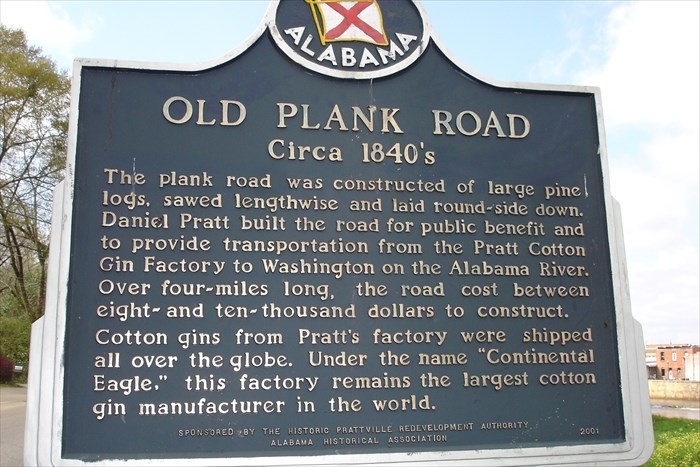 ALABAMA
OLD PLANK ROAD
Circa 1840's
The plank road was constructed of large pine
logs, sawed lengthwise and laid round-side down.
Daniel Pratt built the road for public benefit and
to provide transportation from the Pratt Cotton
Gin Factory to Washington on the Alabama River.
Over four-miles long, the road cost between
eight- and ten-thousand dollars to construct.
Cotton gins from Pratt's factory were shipped
all over the globe. Under the name "Continental
Eagle," this factory remains the largest cotton
gin manufacturer in the world.
SPONSORED BY THE HISTORIC PRATTVILLE REDEVELOPMENT AUTHORITY
ALABAMA HISTORICAL ASSOCIATION 2001